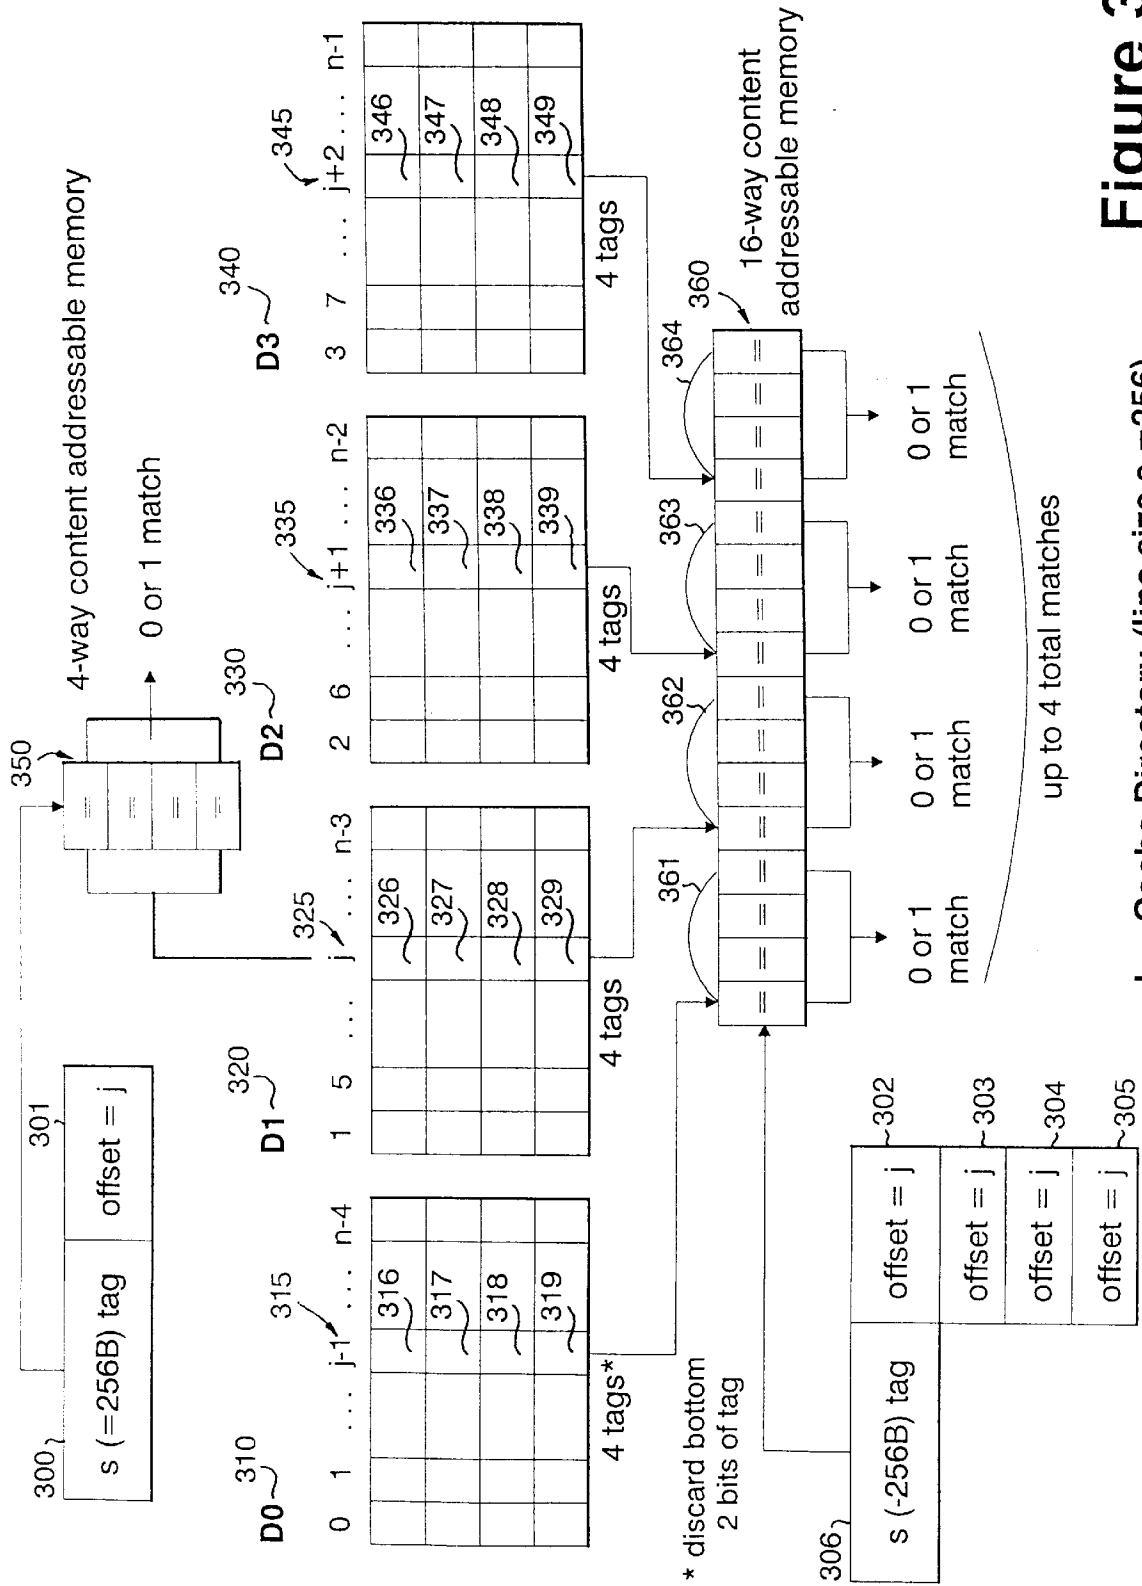 300
s (=256B) tag
301
offset = j
350
4-way content addressable memory
=
=
=
=
0 or 1 match
D0 310
315
0 1 ... j-1 ... n-4
316
317
318
319
4 tags*
D1 320
325
1 5 ... j ... n-3
326
327
328
329
4 tags
D2 330
335
2 6 ... j+1 ... n-2
336
337
338
339
4 tags
D3 340
345
3 7 ... j+2 ... n-1
346
347
348
349
4 tags
* discard bottom
2 bits of tag
361
362
363
364
360
16-way content
addressable memory
= = = = = = = = = = = = = = = =
0 or 1
match
0 or 1
match
0 or 1
match
0 or 1
match
up to 4 total matches
306
s (-256B) tag
offset = j
302
offset = j
303
offset = j
304
offset = j
305
Cache Directory (line size s =256)
Figure 3